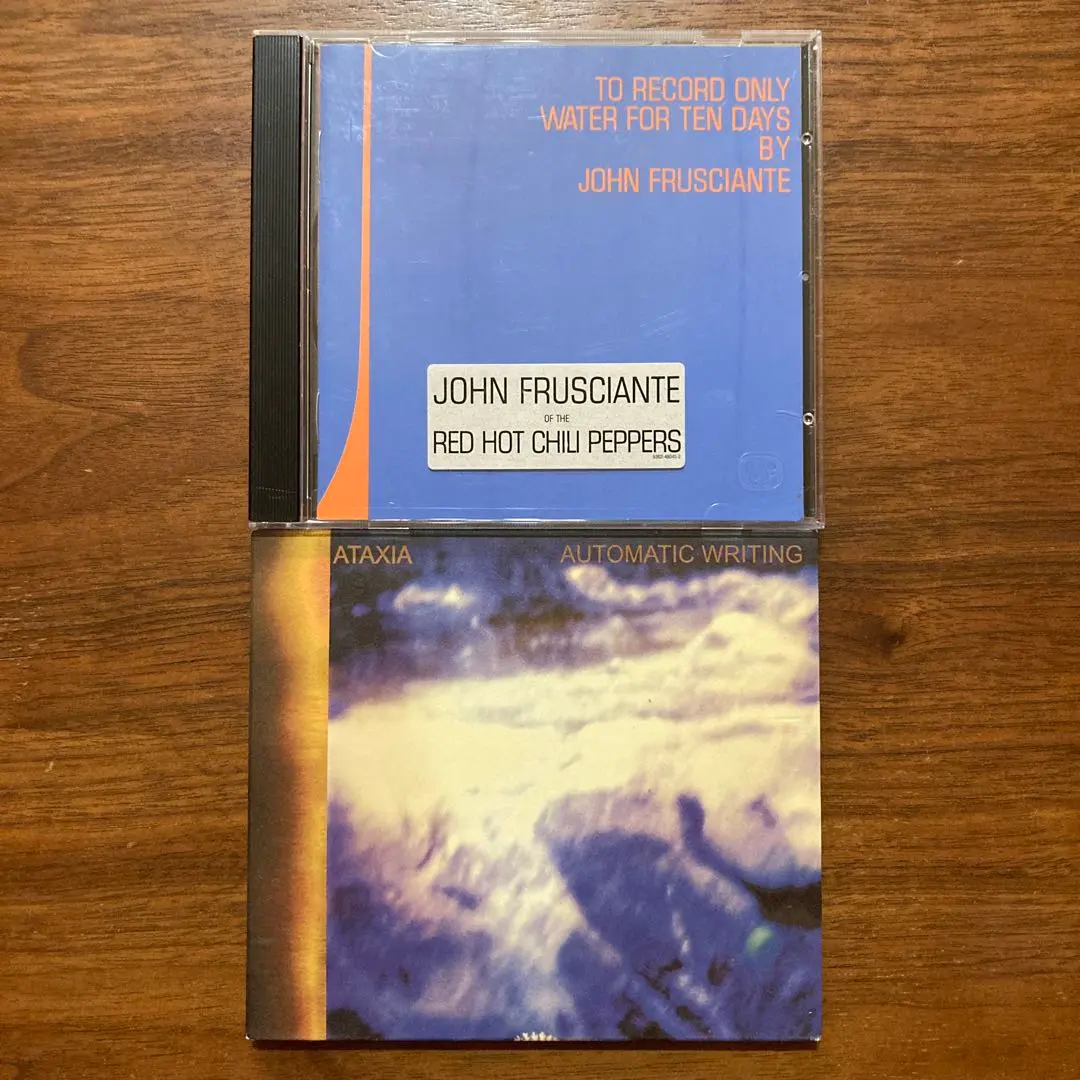 TO RECORD ONLY
WATER FOR TEN DAYS
BY
JOHN FRUSCIANTE
JOHN FRUSCIANTE
OF THE
RED HOT CHILI PEPPERS
ATAXIA
AUTOMATIC WRITING